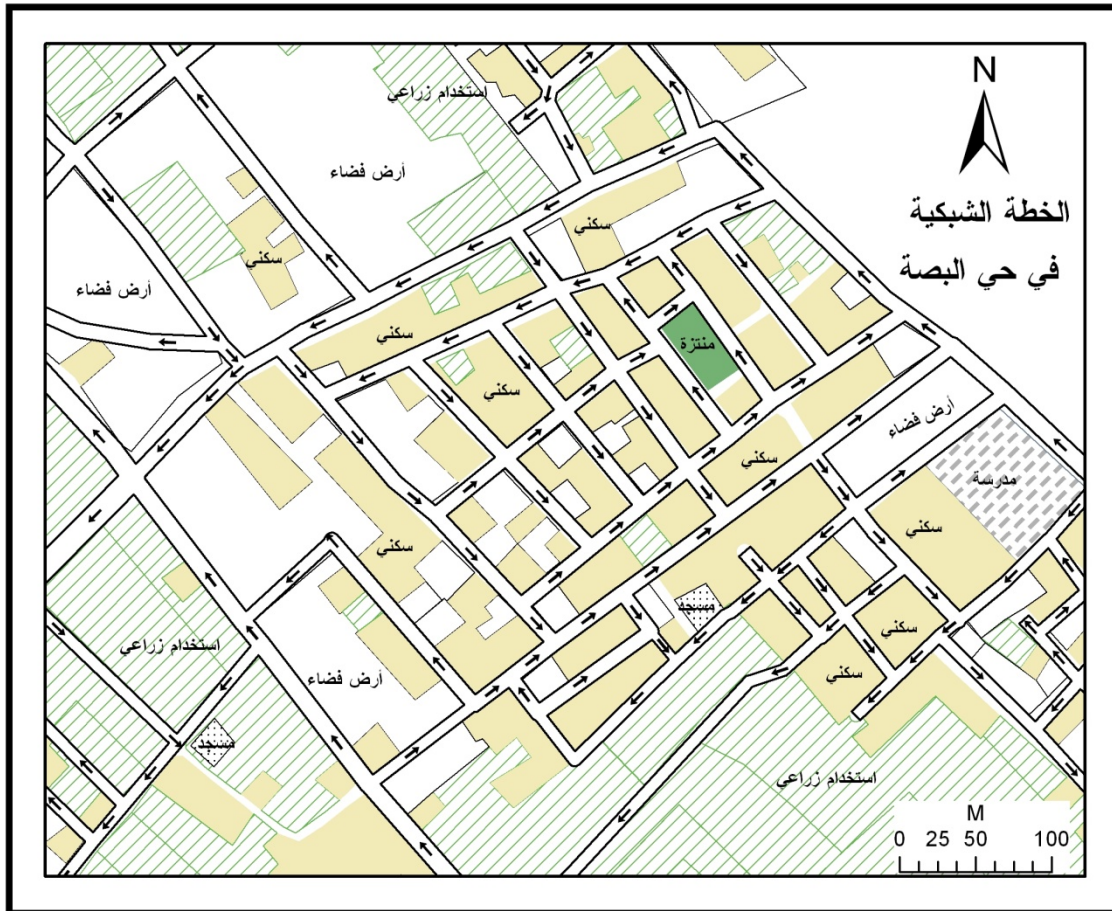 N
الخطة الشبكية
في حي البصة
استخدام زراعي
أرض فضاء
سكني
سكني
أرض فضاء
سكني
منتزة
سكني
أرض فضاء
سكني
مدرسة
سكني
سكني
مسجد
سكني
استخدام زراعي
سكني
أرض فضاء
مسجد
استخدام زراعي
M
0 25 50 100